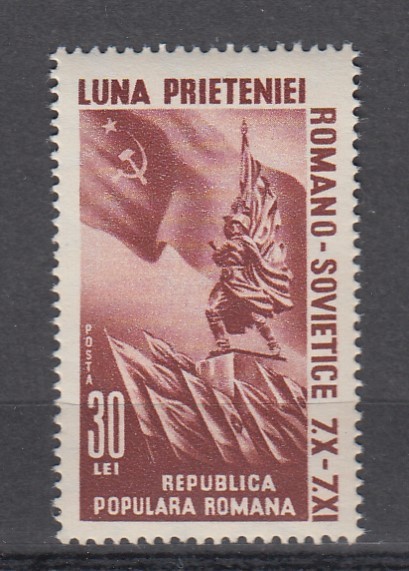 LUNA PRIETENIEI
ROMANO-SOVIETICE 7.X-7.XI
POSTA
30
LEI
REPUBLICA
POPULARA ROMANA